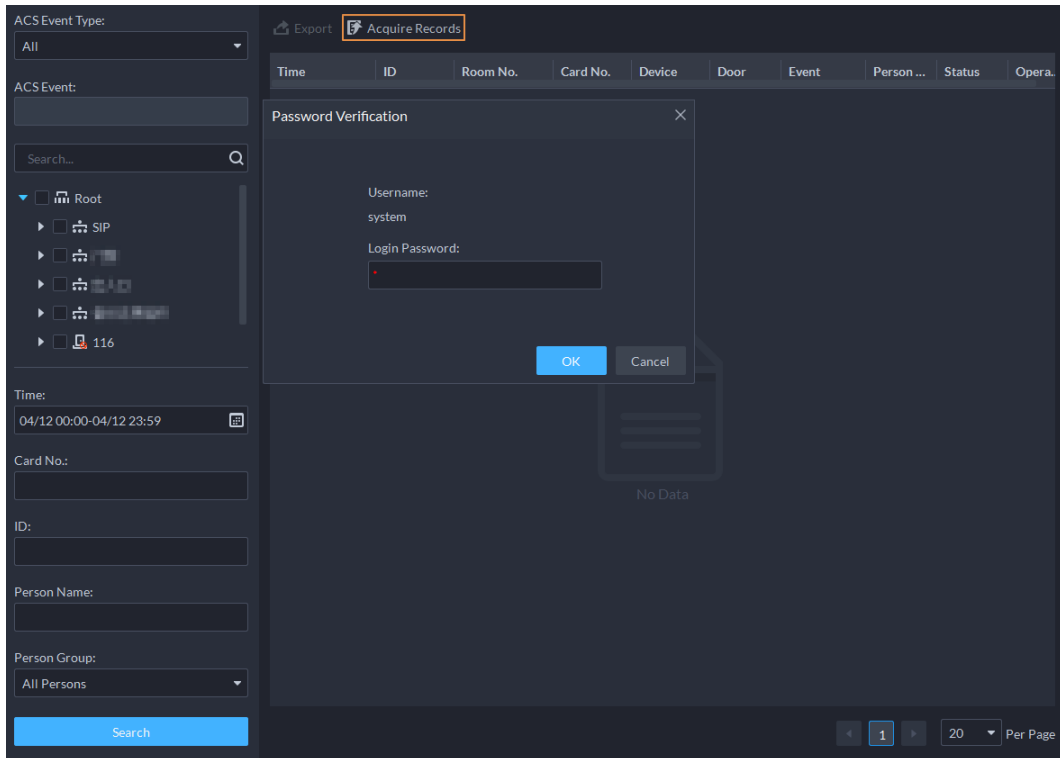 ACS Event Type:
All
ACS Event:
Search...
Root
SIP
116
Time:
04/12 00:00-04/12 23:59
Card No.:
ID:
Person Name:
Person Group:
All Persons
Search
Export Acquire Records
Time ID Room No. Card No. Device Door Event Person ... Status Opera..
Password Verification
Username:
system
Login Password:
*
OK Cancel
No Data
1 20 Per Page